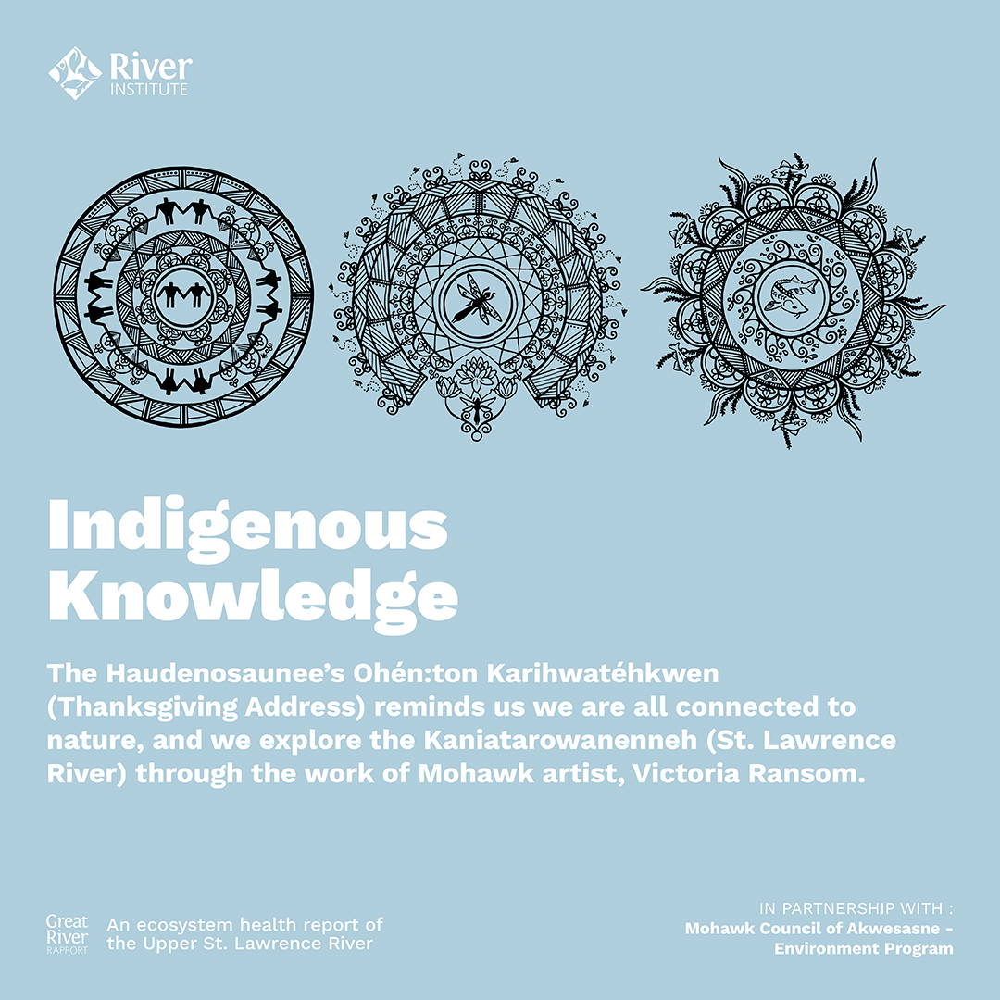 River
INSTITUTE
Indigenous
Knowledge
The Haudenosaunee’s Ohén:ton Karihwatéhkwen
(Thanksgiving Address) reminds us we are all connected to
nature, and we explore the Kaniatarowanenneh (St. Lawrence
River) through the work of Mohawk artist, Victoria Ransom.
Great
River
RAPPORT
An ecosystem health report of
the Upper St. Lawrence River
IN PARTNERSHIP WITH :
Mohawk Council of Akwesasne -
Environment Program